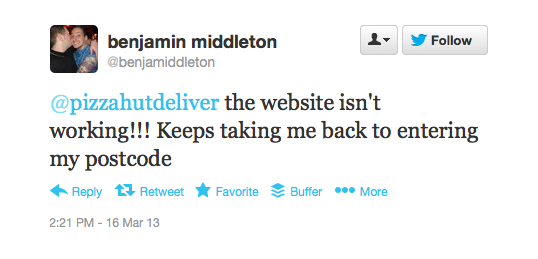 benjamin middleton
@benjamiddleton
Follow
@pizzahutdeliver the website isn't
working!!! Keeps taking me back to entering
my postcode
Reply Retweet Favorite Buffer More
2:21 PM - 16 Mar 13